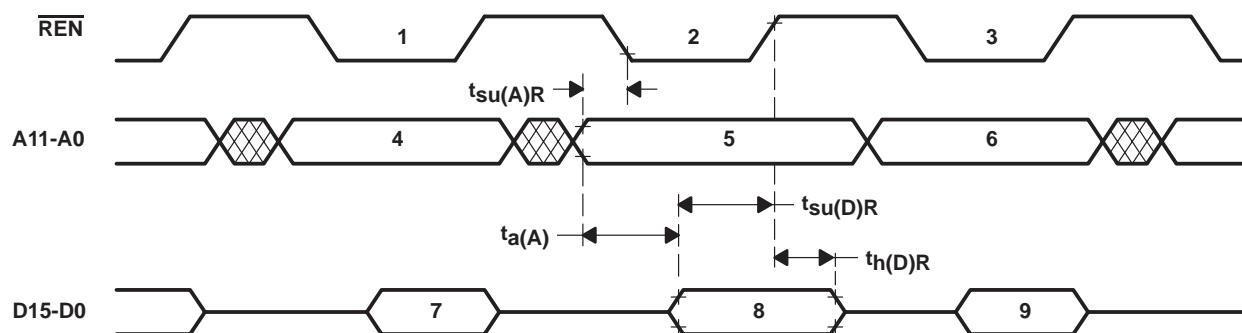 REN 1 2 3
tsu(A)R
A11-A0 4 5 6
tsu(D)R
ta(A)
th(D)R
D15-D0 7 8 9